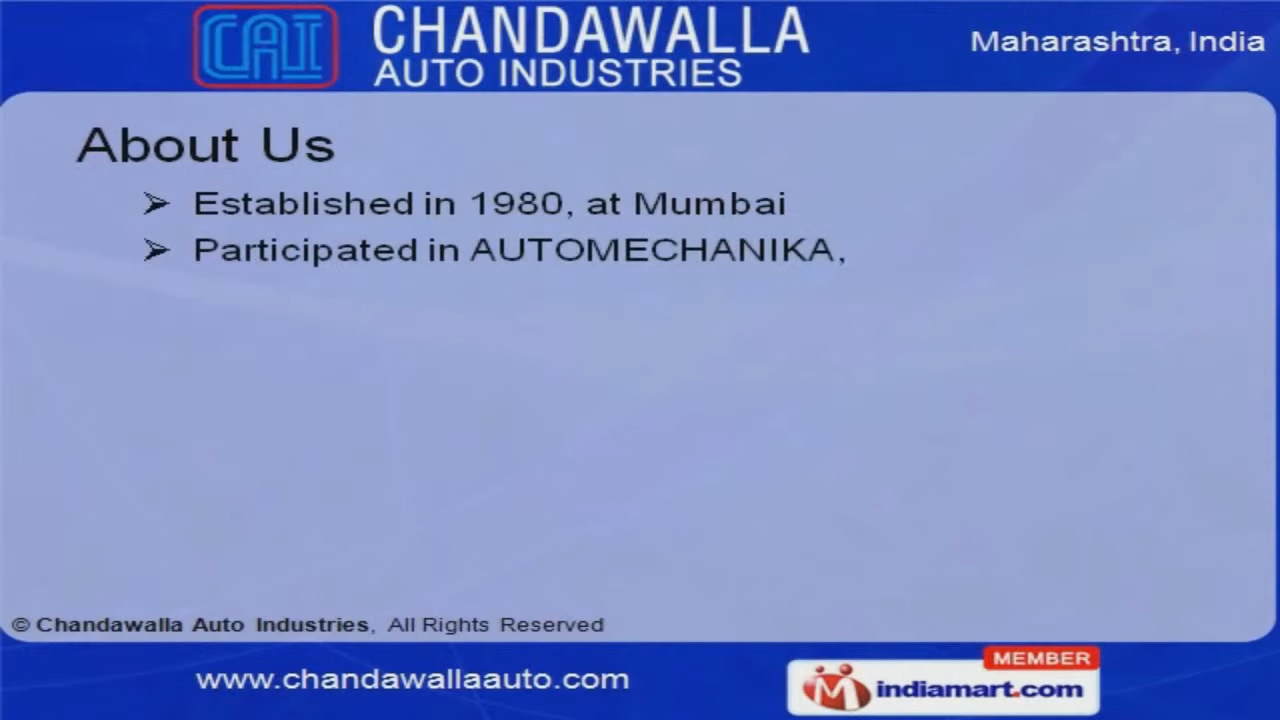 CAI
CHANDAWALLA
AUTO INDUSTRIES
Maharashtra, India
About Us
➢ Established in 1980, at Mumbai
➢ Participated in AUTOMECHANIKA,
© Chandawalla Auto Industries, All Rights Reserved
www.chandawallaauto.com
MEMBER
indiamart.com